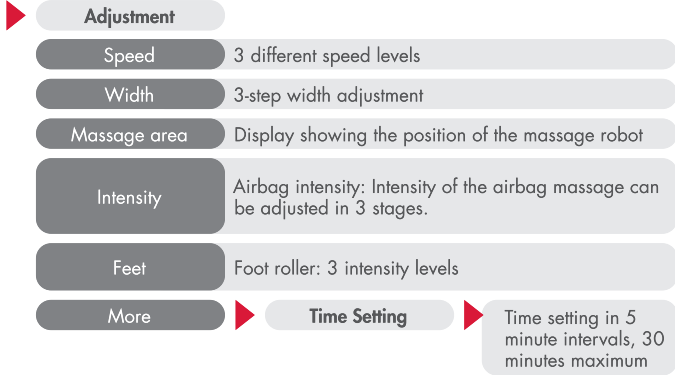 Adjustment
Speed 3 different speed levels
Width 3-step width adjustment
Massage area Display showing the position of the massage robot
Intensity Airbag intensity: Intensity of the airbag massage can
be adjusted in 3 stages.
Feet Foot roller: 3 intensity levels
More Time Setting Time setting in 5
minute intervals, 30
minutes maximum